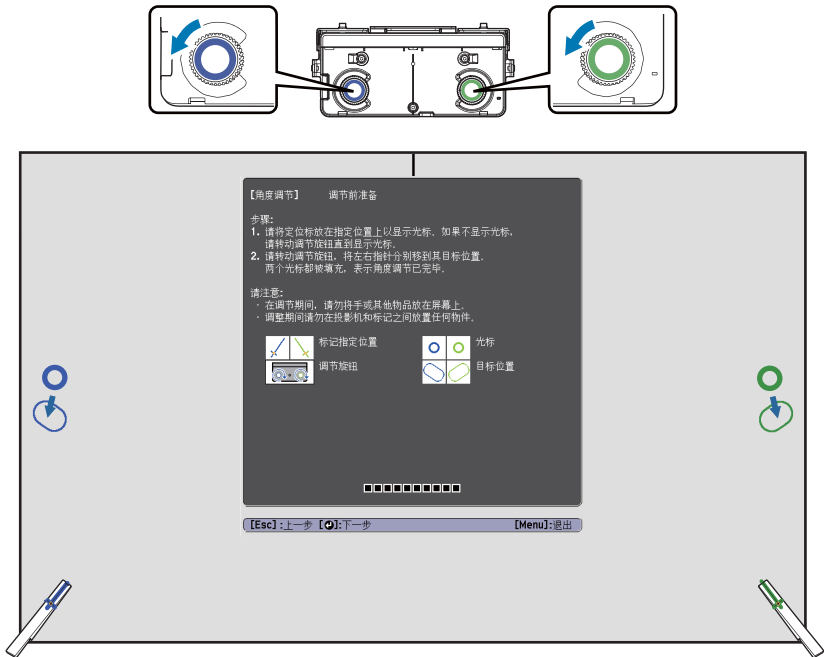 【角度调节】 调节前准备
步骤:
1. 请将定位标放在指定位置上以显示光标. 如果不显示光标,
请转动调节旋钮直到显示光标.
2. 请转动调节旋钮, 将左右指针分别移到其目标位置.
两个光标都被填充, 表示角度调节已完毕.
请注意:
· 在调节期间, 请勿将手或其他物品放在屏幕上.
· 调整期间请勿在投影机和标记之间放置任何物件.
标记指定位置 光标
调节旋钮 目标位置
[Esc] :上一步 [⏎]:下一步 [Menu]:退出